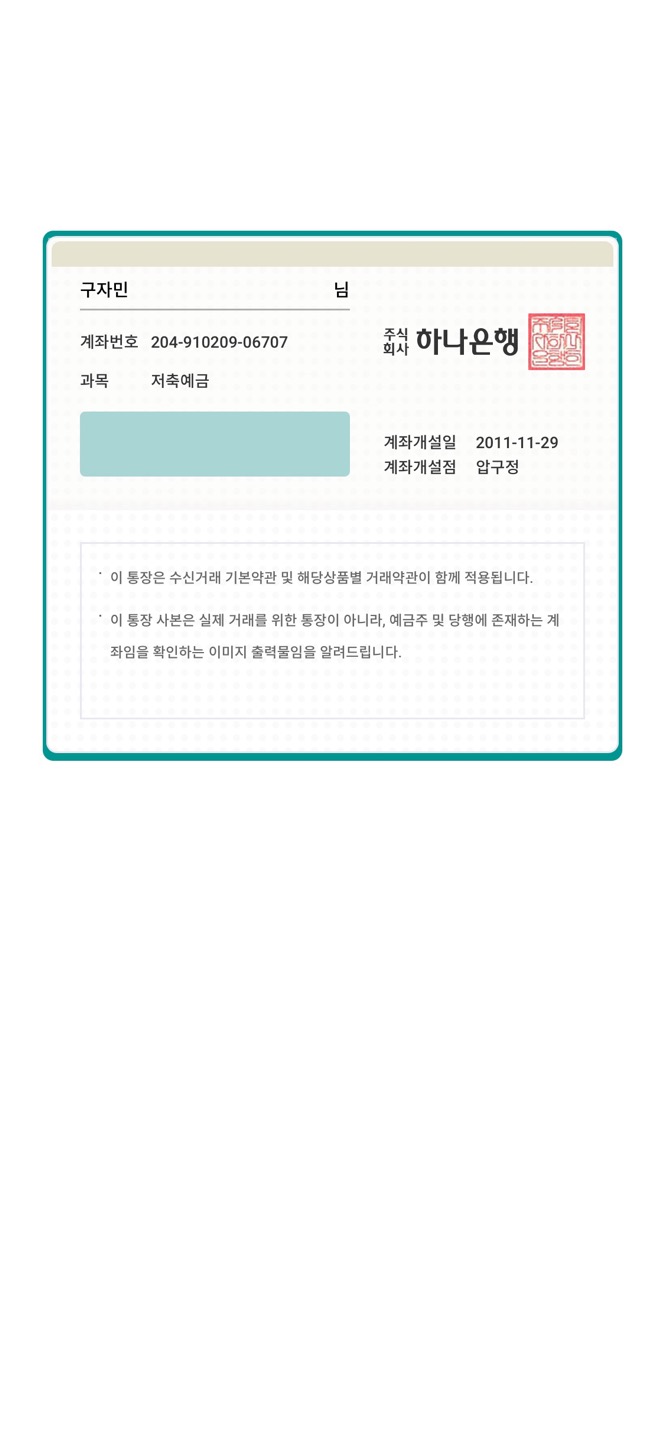 구자민 님
계좌번호 204-910209-06707
주식
회사 하나은행
과목 저축예금
계좌개설일 2011-11-29
계좌개설점 압구정
· 이 통장은 수신거래 기본약관 및 해당상품별 거래약관이 함께 적용됩니다.
· 이 통장 사본은 실제 거래를 위한 통장이 아니라, 예금주 및 당행에 존재하는 계
좌임을 확인하는 이미지 출력물임을 알려드립니다.